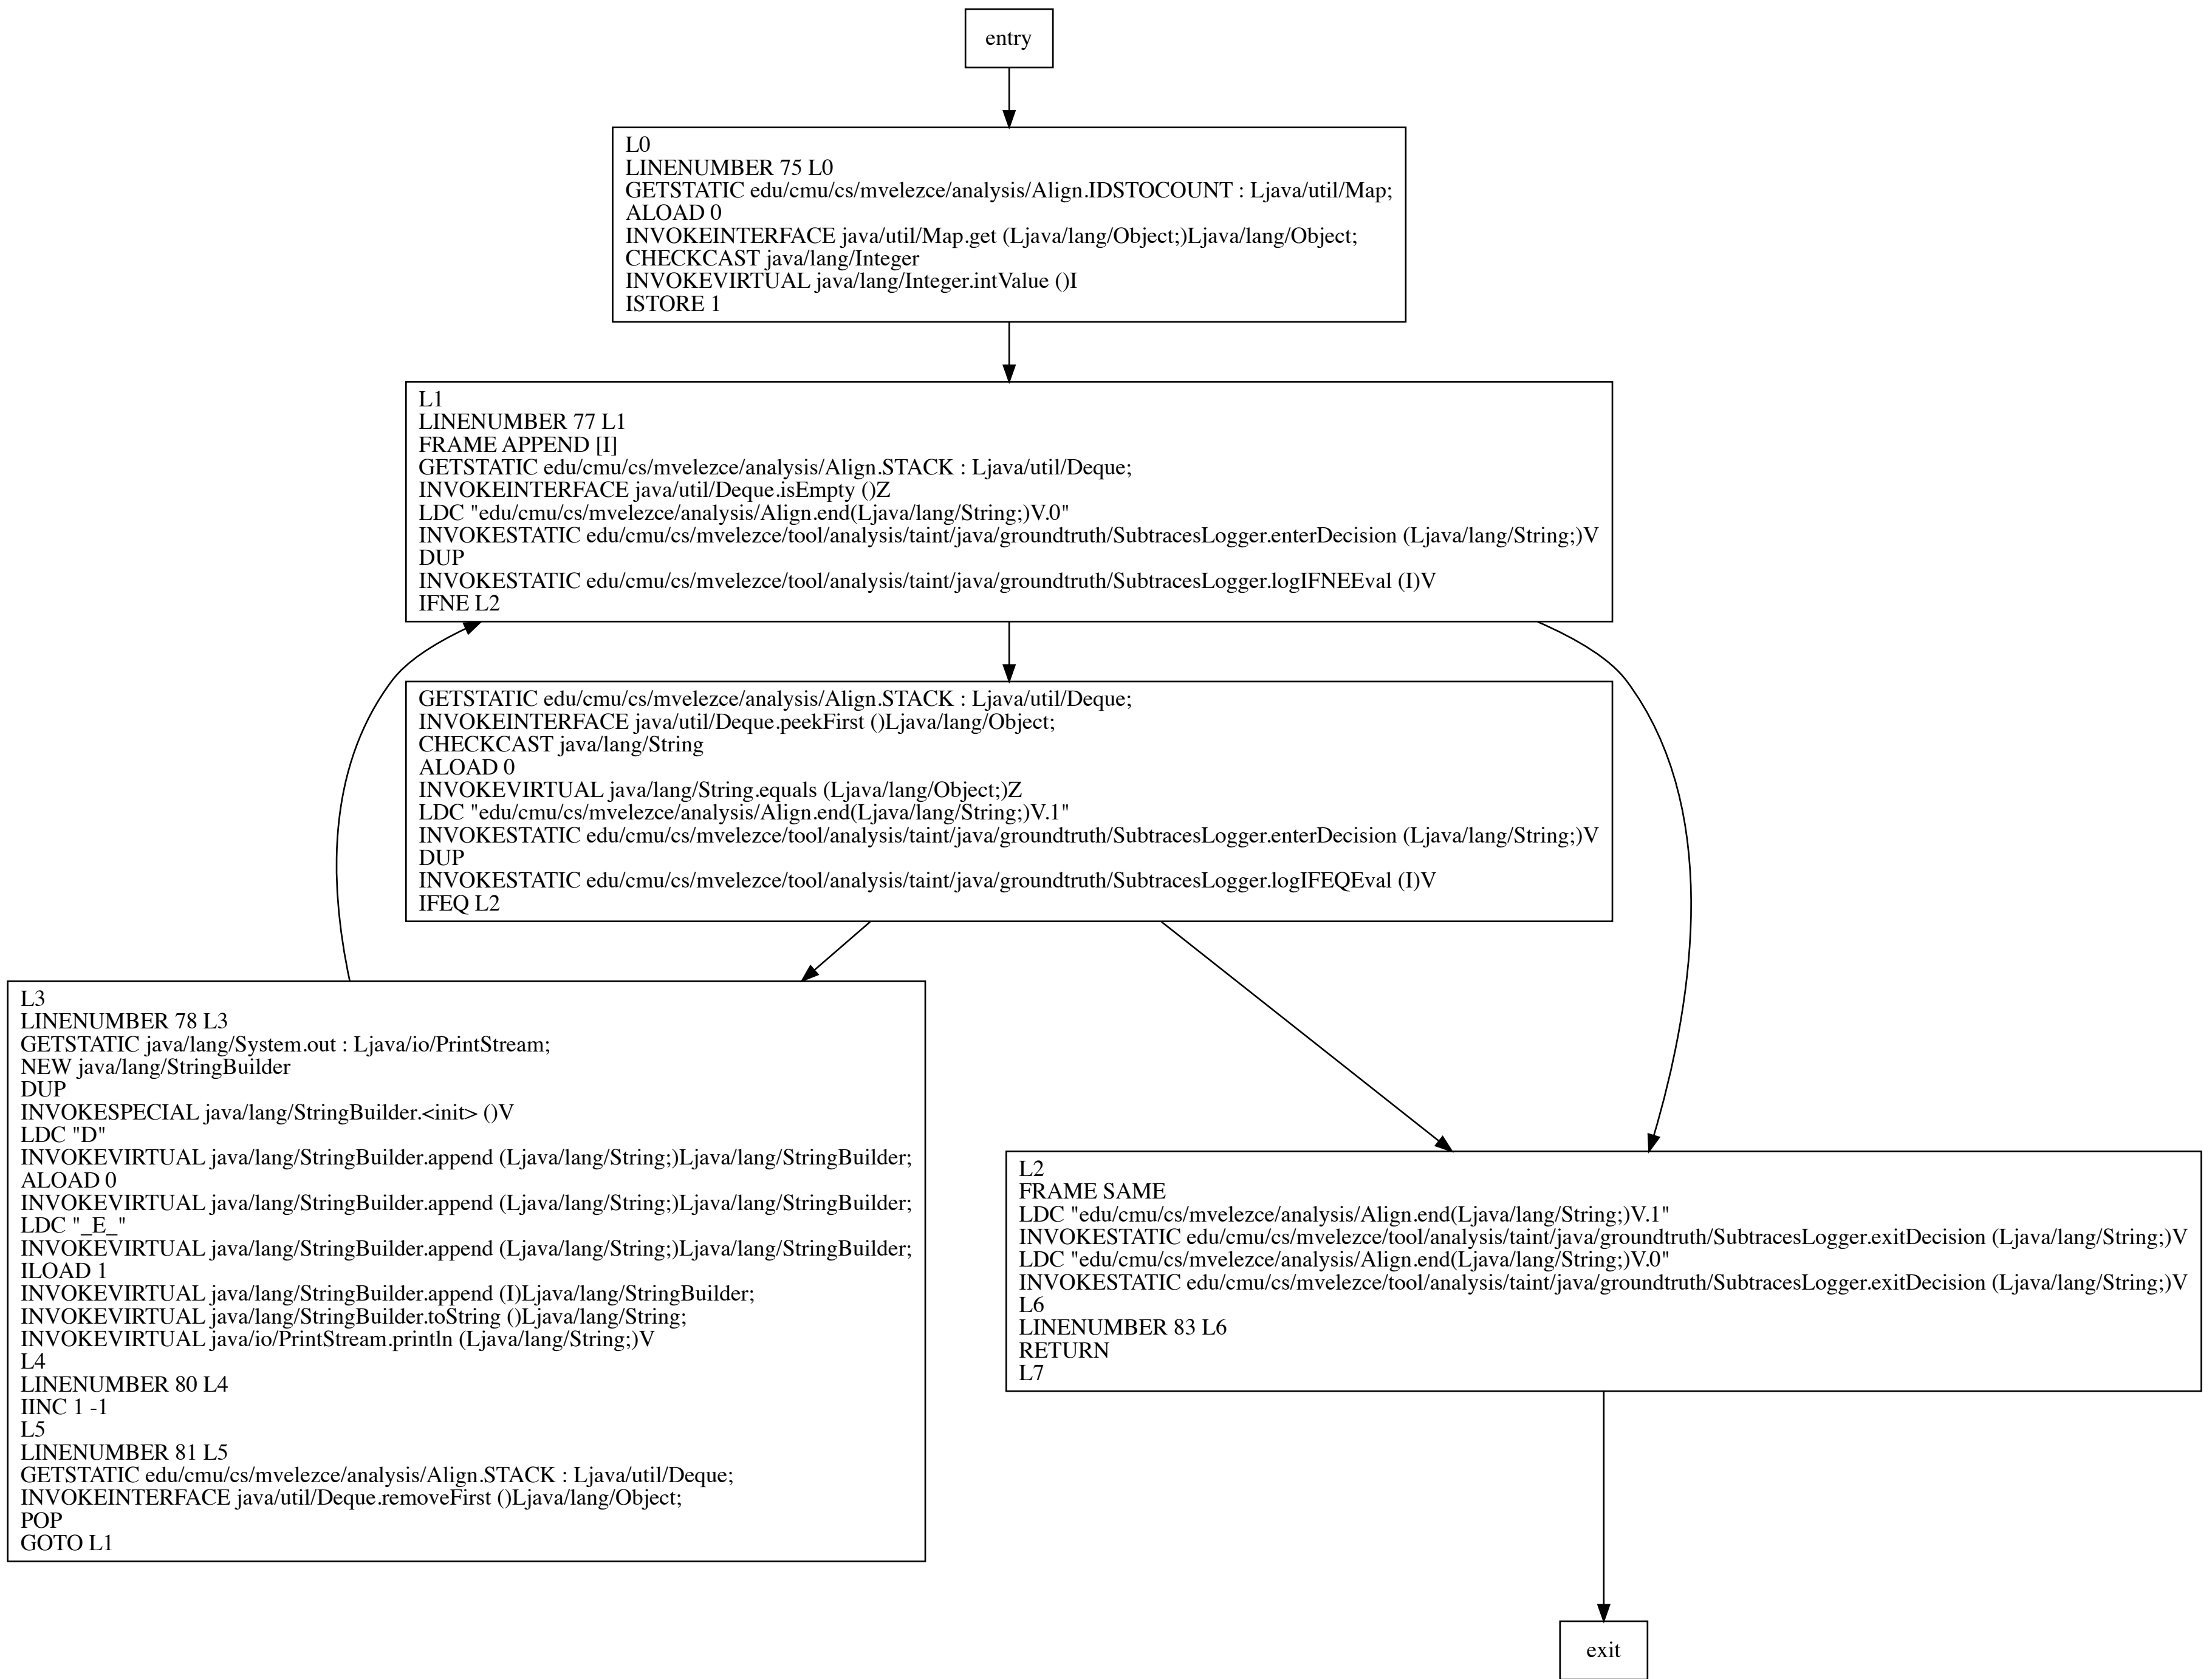 entry
L0
LINENUMBER 75 L0
GETSTATIC edu/cmu/cs/mvelezce/analysis/Align.IDSTOCOUNT : Ljava/util/Map;
ALOAD 0
INVOKEINTERFACE java/util/Map.get (Ljava/lang/Object;)Ljava/lang/Object;
CHECKCAST java/lang/Integer
INVOKEVIRTUAL java/lang/Integer.intValue ()I
ISTORE 1
L1
LINENUMBER 77 L1
FRAME APPEND [I]
GETSTATIC edu/cmu/cs/mvelezce/analysis/Align.STACK : Ljava/util/Deque;
INVOKEINTERFACE java/util/Deque.isEmpty ()Z
LDC "edu/cmu/cs/mvelezce/analysis/Align.end(Ljava/lang/String;)V.0"
INVOKESTATIC edu/cmu/cs/mvelezce/tool/analysis/taint/java/groundtruth/SubtracesLogger.enterDecision (Ljava/lang/String;)V
DUP
INVOKESTATIC edu/cmu/cs/mvelezce/tool/analysis/taint/java/groundtruth/SubtracesLogger.logIFNEEval (I)V
IFNE L2
GETSTATIC edu/cmu/cs/mvelezce/analysis/Align.STACK : Ljava/util/Deque;
INVOKEINTERFACE java/util/Deque.peekFirst ()Ljava/lang/Object;
CHECKCAST java/lang/String
ALOAD 0
INVOKEVIRTUAL java/lang/String.equals (Ljava/lang/Object;)Z
LDC "edu/cmu/cs/mvelezce/analysis/Align.end(Ljava/lang/String;)V.1"
INVOKESTATIC edu/cmu/cs/mvelezce/tool/analysis/taint/java/groundtruth/SubtracesLogger.enterDecision (Ljava/lang/String;)V
DUP
INVOKESTATIC edu/cmu/cs/mvelezce/tool/analysis/taint/java/groundtruth/SubtracesLogger.logIFEQEval (I)V
IFEQ L2
L3
LINENUMBER 78 L3
GETSTATIC java/lang/System.out : Ljava/io/PrintStream;
NEW java/lang/StringBuilder
DUP
INVOKESPECIAL java/lang/StringBuilder.<init> ()V
LDC "D"
INVOKEVIRTUAL java/lang/StringBuilder.append (Ljava/lang/String;)Ljava/lang/StringBuilder;
ALOAD 0
INVOKEVIRTUAL java/lang/StringBuilder.append (Ljava/lang/String;)Ljava/lang/StringBuilder;
LDC "_E_"
INVOKEVIRTUAL java/lang/StringBuilder.append (Ljava/lang/String;)Ljava/lang/StringBuilder;
ILOAD 1
INVOKEVIRTUAL java/lang/StringBuilder.append (I)Ljava/lang/StringBuilder;
INVOKEVIRTUAL java/lang/StringBuilder.toString ()Ljava/lang/String;
INVOKEVIRTUAL java/io/PrintStream.println (Ljava/lang/String;)V
L4
LINENUMBER 80 L4
IINC 1 -1
L5
LINENUMBER 81 L5
GETSTATIC edu/cmu/cs/mvelezce/analysis/Align.STACK : Ljava/util/Deque;
INVOKEINTERFACE java/util/Deque.removeFirst ()Ljava/lang/Object;
POP
GOTO L1
L2
FRAME SAME
LDC "edu/cmu/cs/mvelezce/analysis/Align.end(Ljava/lang/String;)V.1"
INVOKESTATIC edu/cmu/cs/mvelezce/tool/analysis/taint/java/groundtruth/SubtracesLogger.exitDecision (Ljava/lang/String;)V
LDC "edu/cmu/cs/mvelezce/analysis/Align.end(Ljava/lang/String;)V.0"
INVOKESTATIC edu/cmu/cs/mvelezce/tool/analysis/taint/java/groundtruth/SubtracesLogger.exitDecision (Ljava/lang/String;)V
L6
LINENUMBER 83 L6
RETURN
L7
exit